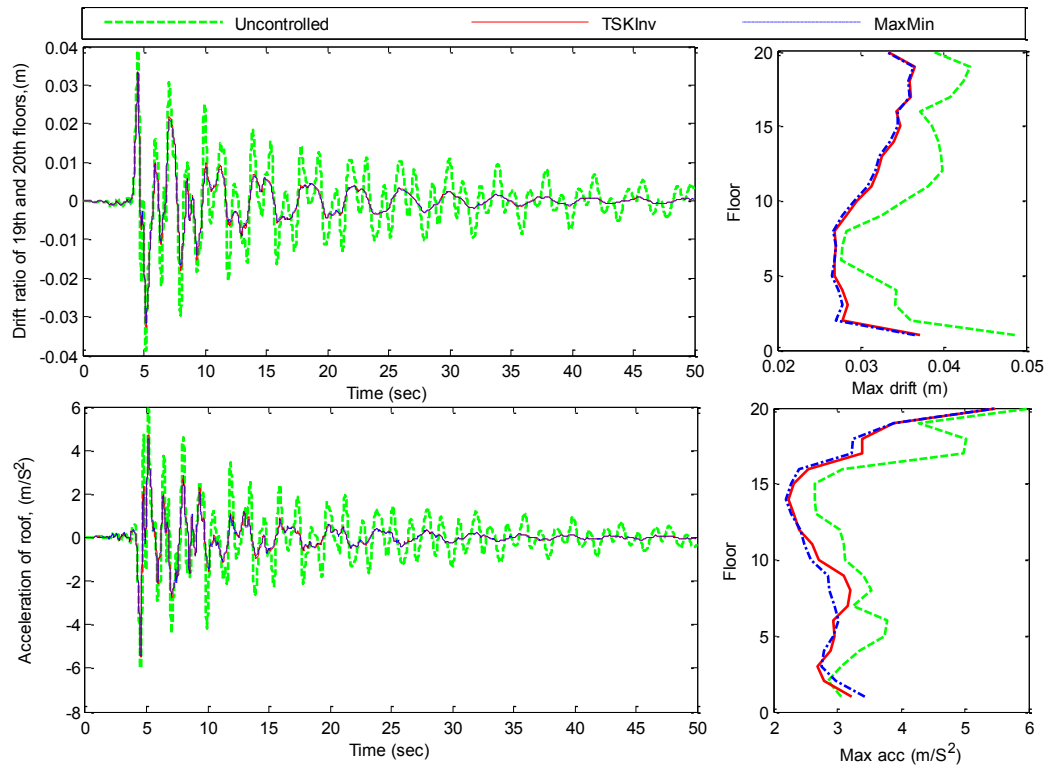 Uncontrolled TSKInv MaxMin
Drift ratio of 19th and 20th floors,(m)
0.04
0.03
0.02
0.01
0
-0.01
-0.02
-0.03
-0.04
0 5 10 15 20 25 30 35 40 45 50
Time (sec)
Floor
20
15
10
5
0
0.02 0.03 0.04 0.05
Max drift (m)
Acceleration of roof, (m/S²)
6
4
2
0
-2
-4
-6
-8
0 5 10 15 20 25 30 35 40 45 50
Time (sec)
Floor
20
15
10
5
0
2 3 4 5 6
Max acc (m/S²)